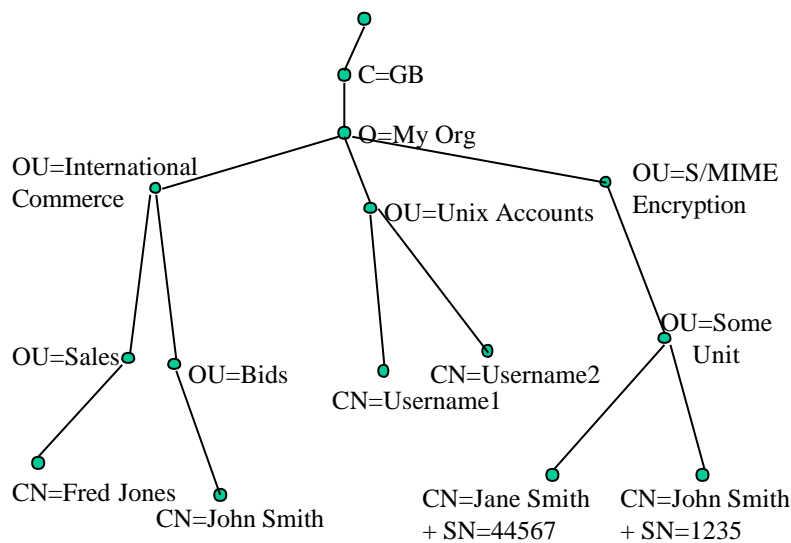 C=GB
O=My Org
OU=International
Commerce
OU=Unix Accounts
OU=S/MIME
Encryption
OU=Sales
OU=Bids
CN=Username1
CN=Username2
OU=Some
Unit
CN=Fred Jones
CN=John Smith
CN=Jane Smith
+ SN=44567
CN=John Smith
+ SN=1235